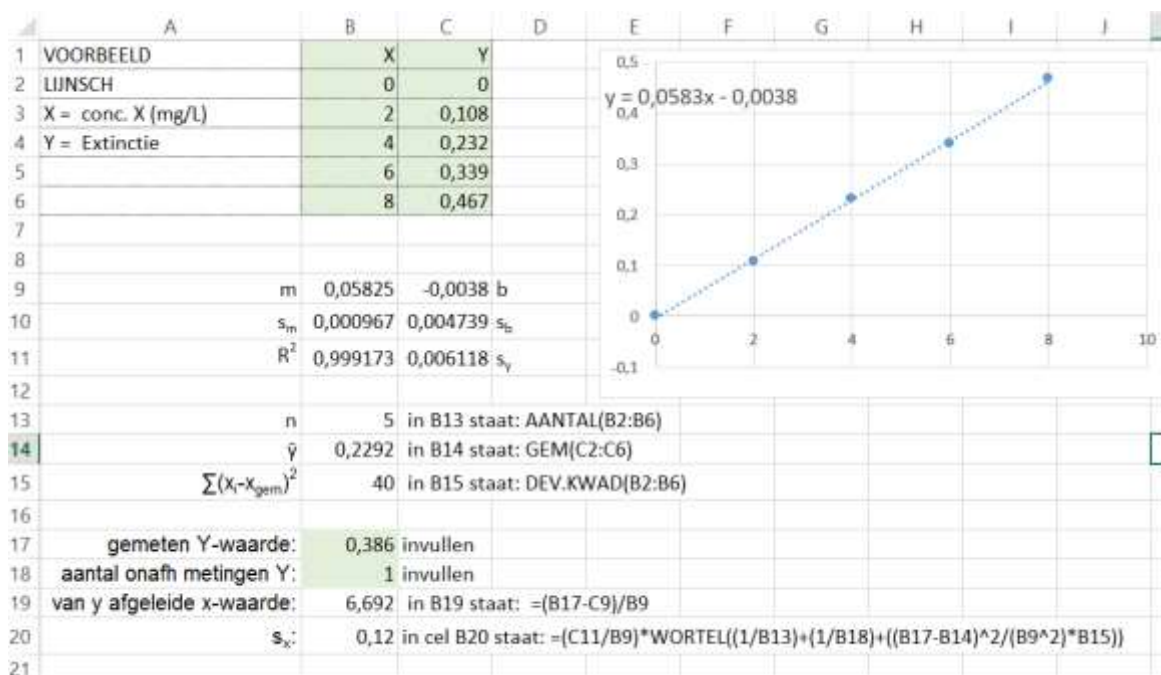 A B C D E F G H I J
1 VOORBEELD X Y
2 LIJNSCH 0 0
3 X = conc. X (mg/L) 2 0,108
4 Y = Extinctie 4 0,232
5 6 0,339
6 8 0,467
7
8
9 m 0,05825 -0,0038 b
10 sm 0,000967 0,004739 sb
11 R2 0,999173 0,006118 sy
12
13 n 5 in B13 staat: AANTAL(B2:B6)
14 ȳ 0,2292 in B14 staat: GEM(C2:C6)
15 ∑(xi-xgem)2 40 in B15 staat: DEV.KWAD(B2:B6)
16
17 gemeten Y-waarde: 0,386 invullen
18 aantal onafh metingen Y: 1 invullen
19 van y afgeleide x-waarde: 6,692 in B19 staat: =(B17-C9)/B9
20 sx: 0,12 in cel B20 staat: =(C11/B9)*WORTEL((1/B13)+(1/B18)+((B17-B14)^2/(B9^2)*B15))
21
0,5
y = 0,0583x - 0,0038
0,4
0,3
0,2
0,1
0
0 2 4 6 8 10
-0,1